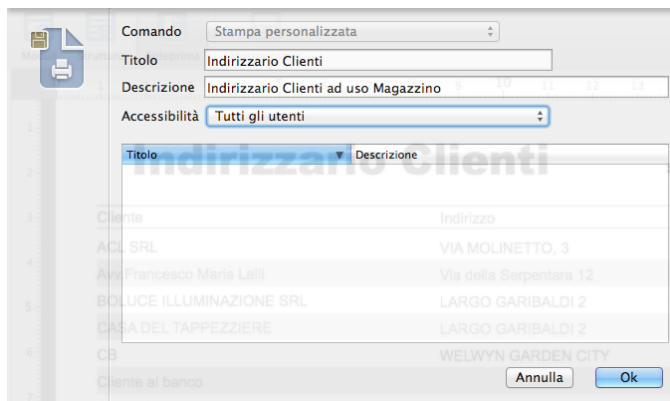 Comando Stampa personalizzata
Titolo Indirizzario Clienti
Descrizione Indirizzario Clienti ad uso Magazzino
Accessibilità Tutti gli utenti
Titolo Descrizione
Indirizzario Clienti
Cliente Indirizzo
ACL SRL VIA MOLINETTO, 3
Avv.Francesco Maria Lalli Via della Serpentara 12
BOLUCE ILLUMINAZIONE SRL LARGO GARIBALDI 2
CASA DEL TAPPEZZIERE LARGO GARIBALDI 2
CB WELWYN GARDEN CITY
Cliente al banco
Annulla Ok